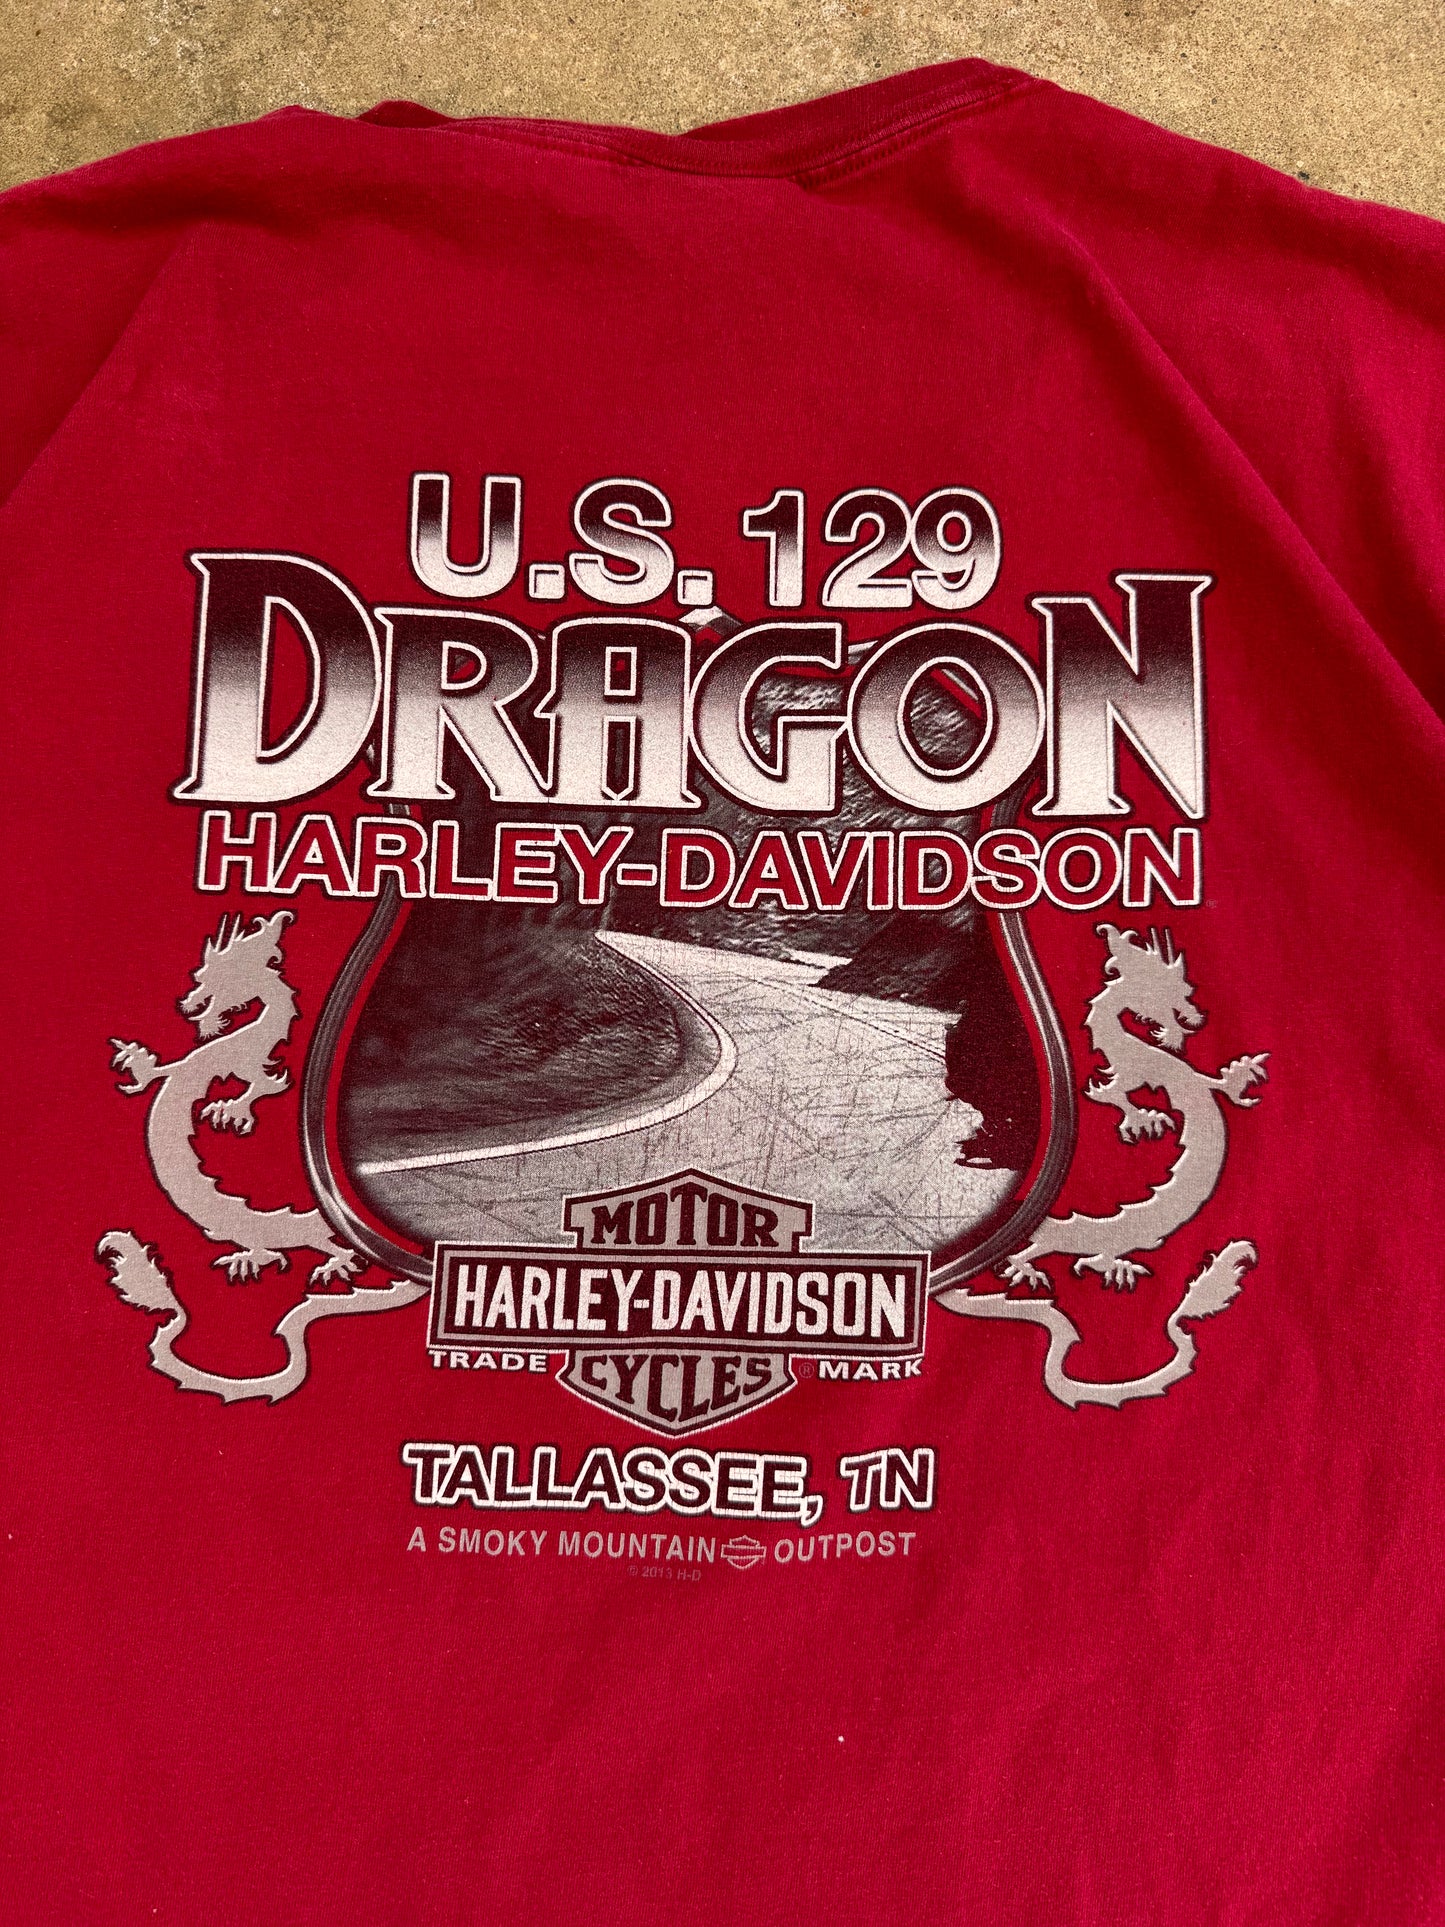 U.S. 129
DRAGON
HARLEY-DAVIDSON
MOTOR
HARLEY-DAVIDSON
TRADE CYCLES ® MARK
TALLASSEE, TN
A SMOKY MOUNTAIN OUTPOST
© 2013 H-D